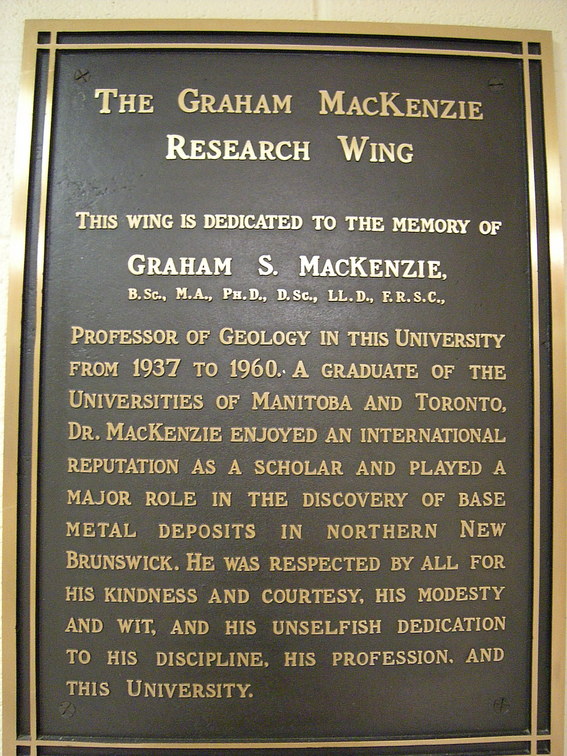 The Graham MacKenzie
Research Wing
This wing is dedicated to the memory of
Graham S. MacKenzie,
B.Sc., M.A., Ph.D., D.Sc., LL.D., F.R.S.C.,
Professor of Geology in this University
from 1937 to 1960. A graduate of the
Universities of Manitoba and Toronto,
Dr. MacKenzie enjoyed an international
reputation as a scholar and played a
major role in the discovery of base
metal deposits in northern New
Brunswick. He was respected by all for
his kindness and courtesy, his modesty
and wit, and his unselfish dedication
to his discipline, his profession, and
this University.